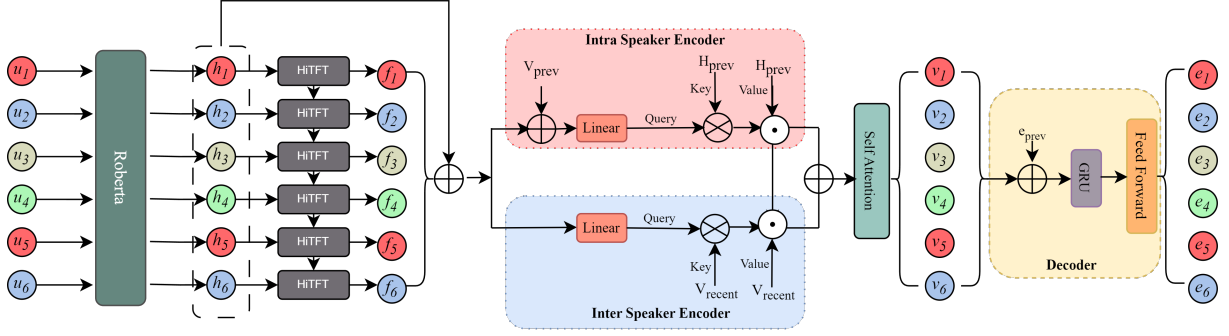 Intra Speaker Encoder
u1 h1 HiTFT f1 Vprev Hprev Hprev v1 e1
Key Value
u2 h2 HiTFT f2 Linear Query v2 e2
eprev
u3 h3 HiTFT f3 v3 e3
Roberta Self Attention GRU Feed Forward
u4 h4 HiTFT f4 v4 e4
u5 h5 HiTFT f5 Linear Query v5 e5
Key Value Decoder
u6 h6 HiTFT f6 Vrecent Vrecent v6 e6
Inter Speaker Encoder